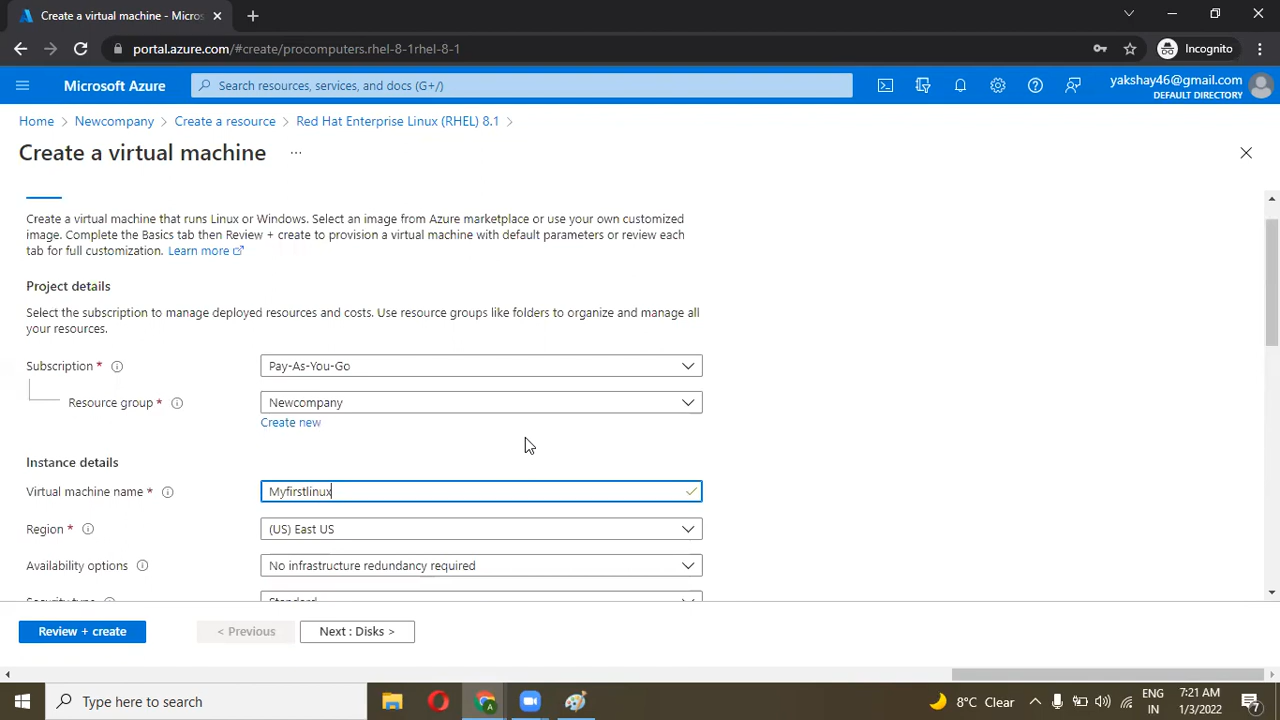 Create a virtual machine - Micros
portal.azure.com/#create/procomputers.rhel-8-1rhel-8-1
Incognito
Microsoft Azure
Search resources, services, and docs (G+/)
yakshay46@gmail.com
DEFAULT DIRECTORY
Home > Newcompany > Create a resource > Red Hat Enterprise Linux (RHEL) 8.1 >
Create a virtual machine ...
Create a virtual machine that runs Linux or Windows. Select an image from Azure marketplace or use your own customized
image. Complete the Basics tab then Review + create to provision a virtual machine with default parameters or review each
tab for full customization. Learn more
Project details
Select the subscription to manage deployed resources and costs. Use resource groups like folders to organize and manage all
your resources.
Subscription * Pay-As-You-Go
Resource group * Newcompany
Create new
Instance details
Virtual machine name * Myfirstlinux
Region * (US) East US
Availability options No infrastructure redundancy required
Security type Standard
Review + create < Previous Next : Disks >
Type here to search
8°C Clear
ENG
IN
7:21 AM
1/3/2022
7